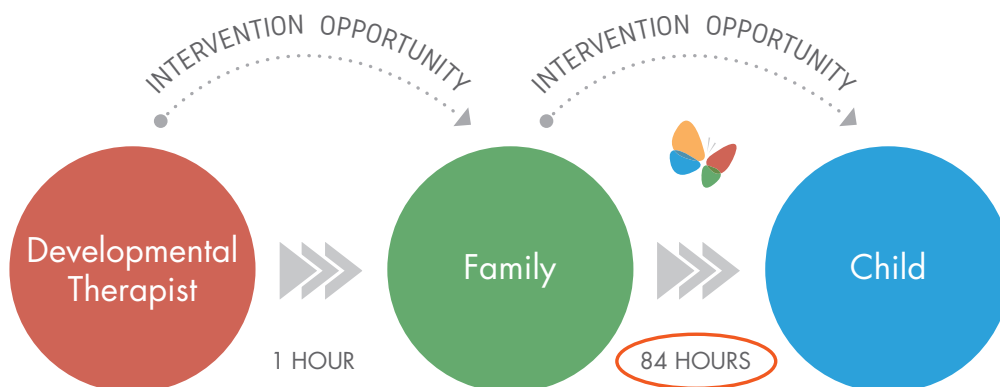 INTERVENTION OPPORTUNITY
INTERVENTION OPPORTUNITY
Developmental
Therapist
Family
Child
1 HOUR
84 HOURS